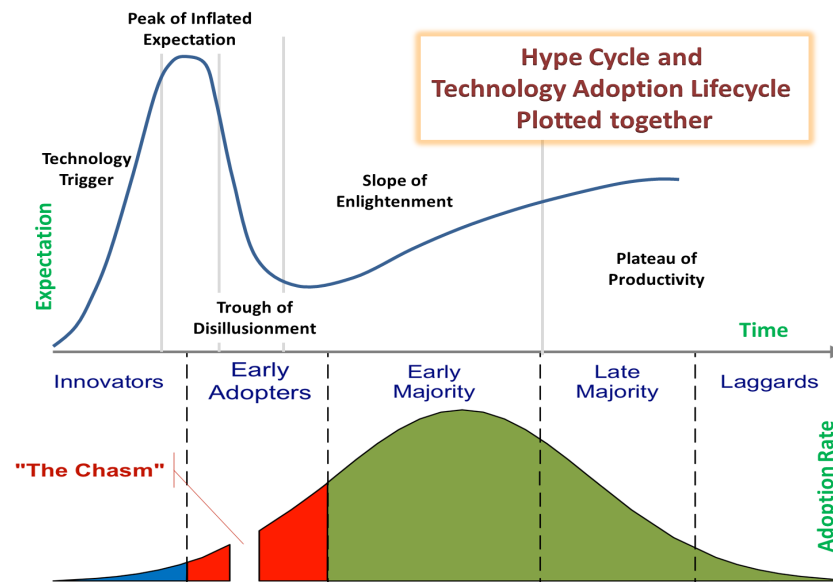 Peak of Inflated
Expectation
Hype Cycle and
Technology Adoption Lifecycle
Plotted together
Technology
Trigger
Slope of
Enlightenment
Expectation
Plateau of
Productivity
Trough of
Disillusionment
Time
Innovators
Early
Adopters
Early
Majority
Late
Majority
Laggards
"The Chasm"
Adoption Rate